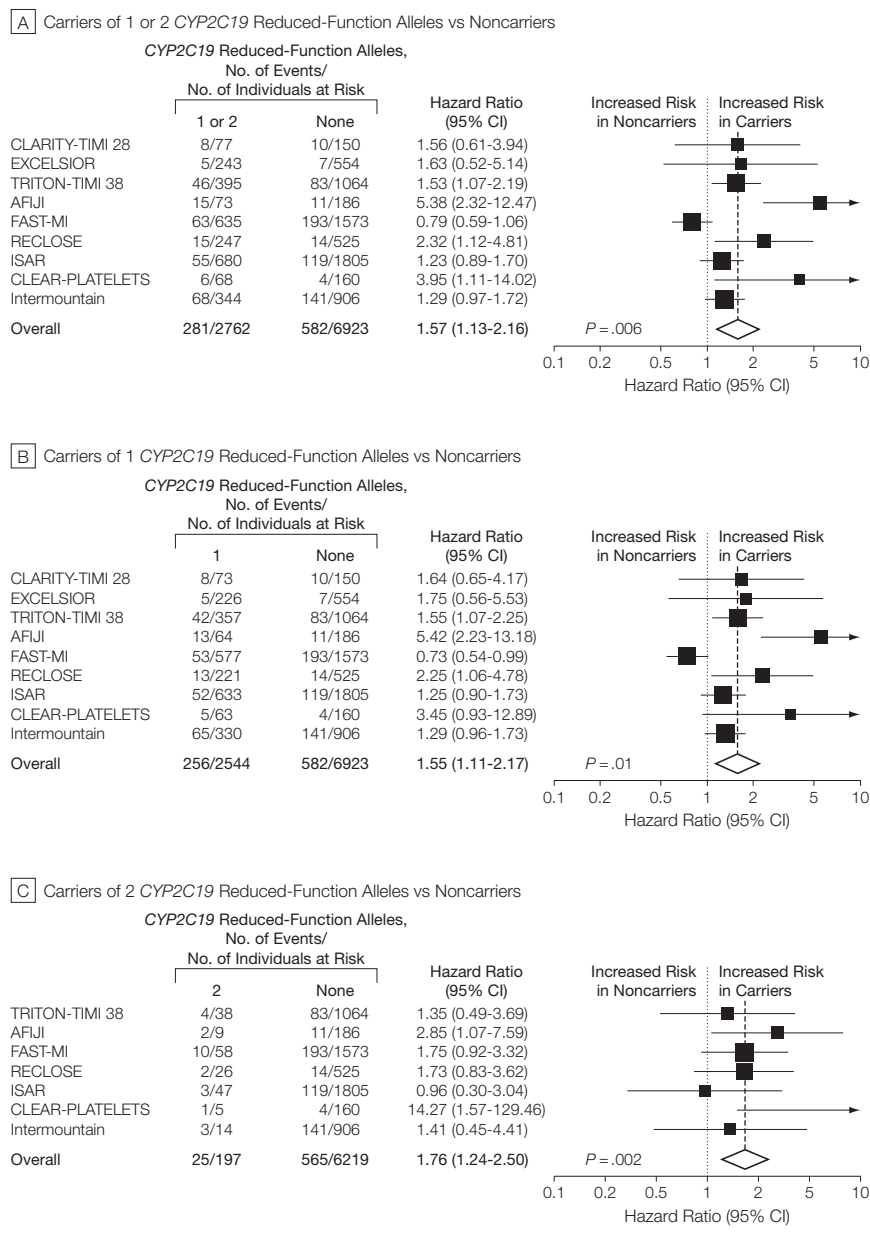 A Carriers of 1 or 2 CYP2C19 Reduced-Function Alleles vs Noncarriers
CYP2C19 Reduced-Function Alleles,
No. of Events/
No. of Individuals at Risk
1 or 2 None
Hazard Ratio
(95% CI)
Increased Risk
in Noncarriers
Increased Risk
in Carriers
CLARITY-TIMI 28 8/77 10/150 1.56 (0.61-3.94)
EXCELSIOR 5/243 7/554 1.63 (0.52-5.14)
TRITON-TIMI 38 46/395 83/1064 1.53 (1.07-2.19)
AFIJI 15/73 11/186 5.38 (2.32-12.47)
FAST-MI 63/635 193/1573 0.79 (0.59-1.06)
RECLOSE 15/247 14/525 2.32 (1.12-4.81)
ISAR 55/680 119/1805 1.23 (0.89-1.70)
CLEAR-PLATELETS 6/68 4/160 3.95 (1.11-14.02)
Intermountain 68/344 141/906 1.29 (0.97-1.72)
Overall 281/2762 582/6923 1.57 (1.13-2.16) P=.006
0.1 0.2 0.5 1 2 5 10
Hazard Ratio (95% CI)
B Carriers of 1 CYP2C19 Reduced-Function Alleles vs Noncarriers
CYP2C19 Reduced-Function Alleles,
No. of Events/
No. of Individuals at Risk
1 None
Hazard Ratio
(95% CI)
Increased Risk
in Noncarriers
Increased Risk
in Carriers
CLARITY-TIMI 28 8/73 10/150 1.64 (0.65-4.17)
EXCELSIOR 5/226 7/554 1.75 (0.56-5.53)
TRITON-TIMI 38 42/357 83/1064 1.55 (1.07-2.25)
AFIJI 13/64 11/186 5.42 (2.23-13.18)
FAST-MI 53/577 193/1573 0.73 (0.54-0.99)
RECLOSE 13/221 14/525 2.25 (1.06-4.78)
ISAR 52/633 119/1805 1.25 (0.90-1.73)
CLEAR-PLATELETS 5/63 4/160 3.45 (0.93-12.89)
Intermountain 65/330 141/906 1.29 (0.96-1.73)
Overall 256/2544 582/6923 1.55 (1.11-2.17) P=.01
0.1 0.2 0.5 1 2 5 10
Hazard Ratio (95% CI)
C Carriers of 2 CYP2C19 Reduced-Function Alleles vs Noncarriers
CYP2C19 Reduced-Function Alleles,
No. of Events/
No. of Individuals at Risk
2 None
Hazard Ratio
(95% CI)
Increased Risk
in Noncarriers
Increased Risk
in Carriers
TRITON-TIMI 38 4/38 83/1064 1.35 (0.49-3.69)
AFIJI 2/9 11/186 2.85 (1.07-7.59)
FAST-MI 10/58 193/1573 1.75 (0.92-3.32)
RECLOSE 2/26 14/525 1.73 (0.83-3.62)
ISAR 3/47 119/1805 0.96 (0.30-3.04)
CLEAR-PLATELETS 1/5 4/160 14.27 (1.57-129.46)
Intermountain 3/14 141/906 1.41 (0.45-4.41)
Overall 25/197 565/6219 1.76 (1.24-2.50) P=.002
0.1 0.2 0.5 1 2 5 10
Hazard Ratio (95% CI)